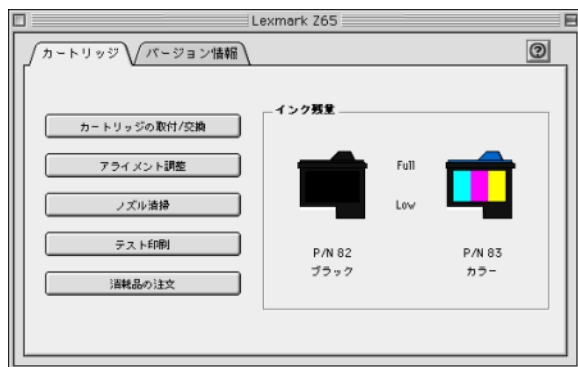 Lexmark Z65
カートリッジ
バージョン情報
カートリッジの取付/交換
アライメント調整
ノズル清掃
テスト印刷
消耗品の注文
インク残量
Full
Low
P/N 82
ブラック
P/N 83
カラー